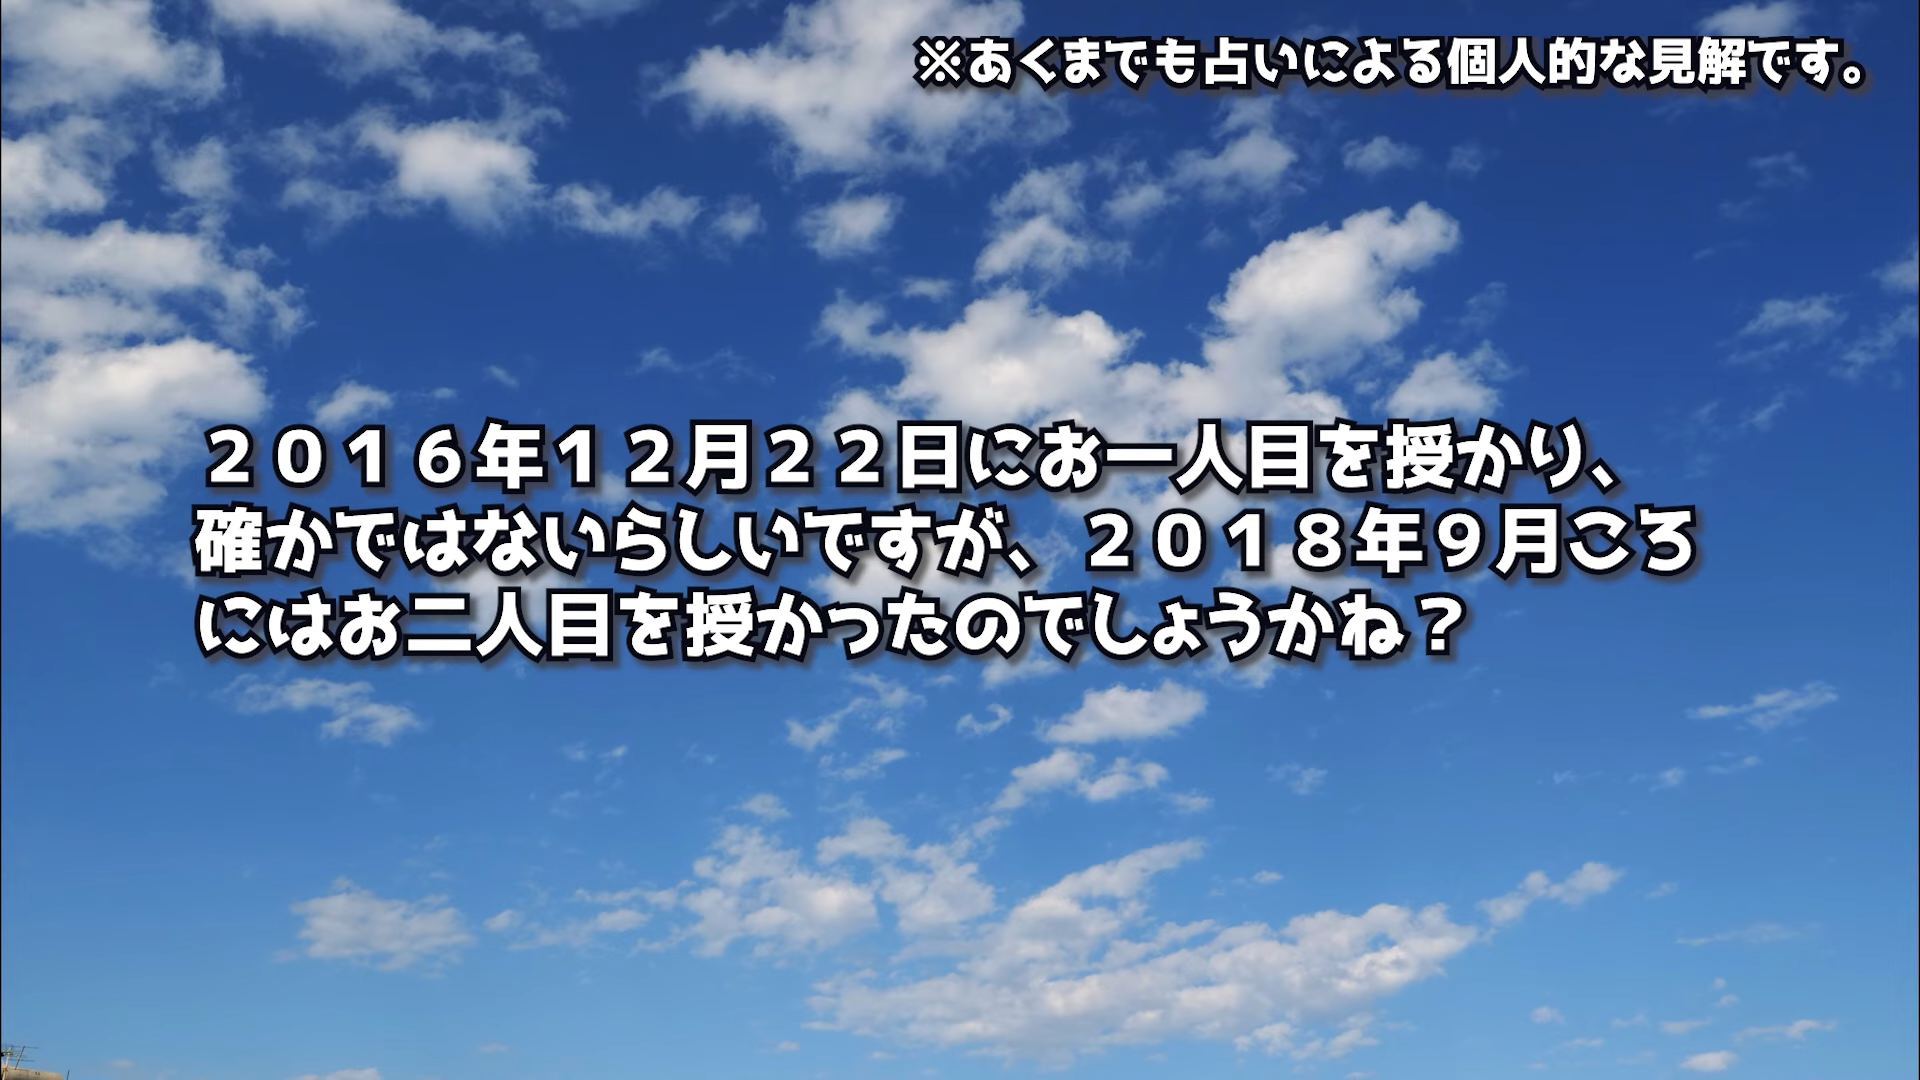 ※あくまでも占いによる個人的な見解です。
２０１６年１２月２２日にお一人目を授かり、
確かではないらしいですが、２０１８年９月ころ
にはお二人目を授かったのでしょうかね？